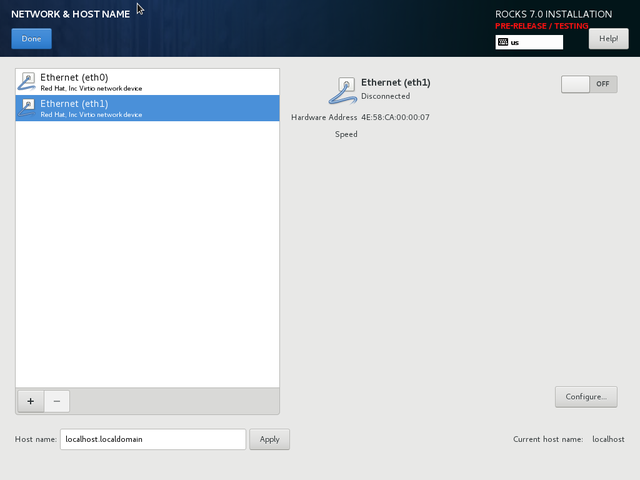 NETWORK & HOST NAME
ROCKS 7.0 INSTALLATION
PRE-RELEASE / TESTING
Done
us
Help!
Ethernet (eth0)
Red Hat, Inc Virtio network device
Ethernet (eth1)
Red Hat, Inc Virtio network device
Ethernet (eth1)
Disconnected
OFF
Hardware Address 4E:58:CA:00:00:07
Speed
+ −
Configure...
Host name: localhost.localdomain Apply
Current host name: localhost